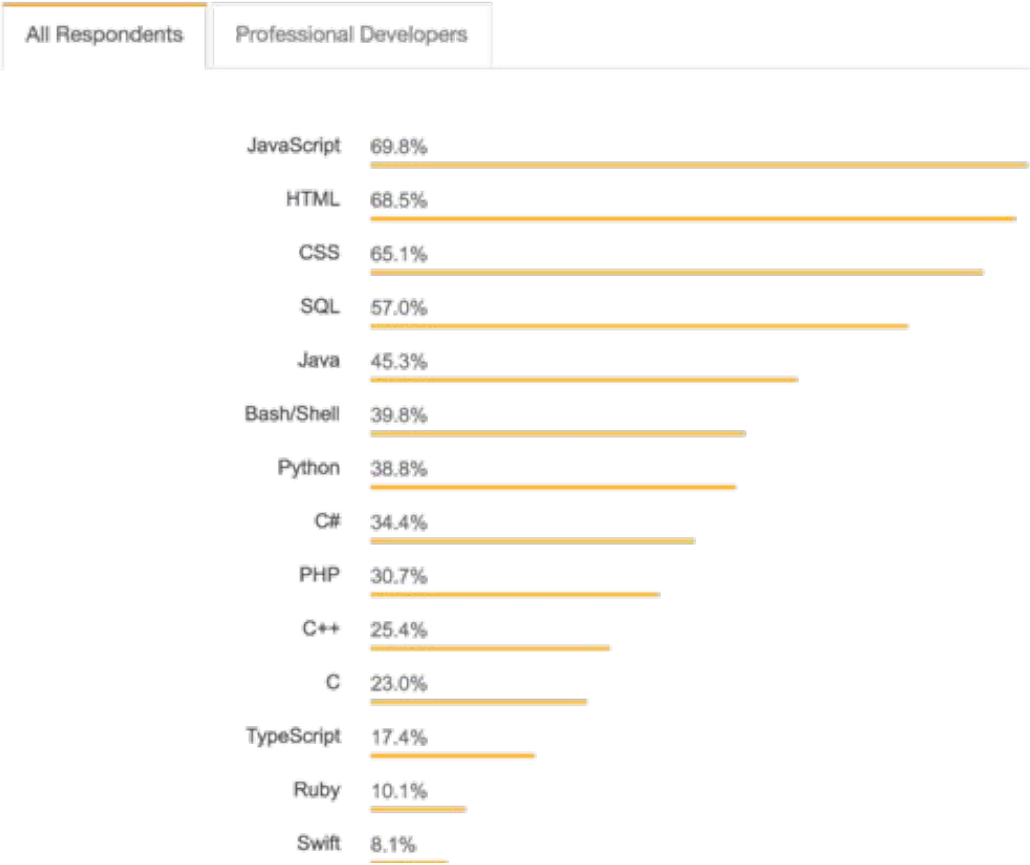 All Respondents Professional Developers
JavaScript 69.8%
HTML 68.5%
CSS 65.1%
SQL 57.0%
Java 45.3%
Bash/Shell 39.8%
Python 38.8%
C# 34.4%
PHP 30.7%
C++ 25.4%
C 23.0%
TypeScript 17.4%
Ruby 10.1%
Swift 8.1%